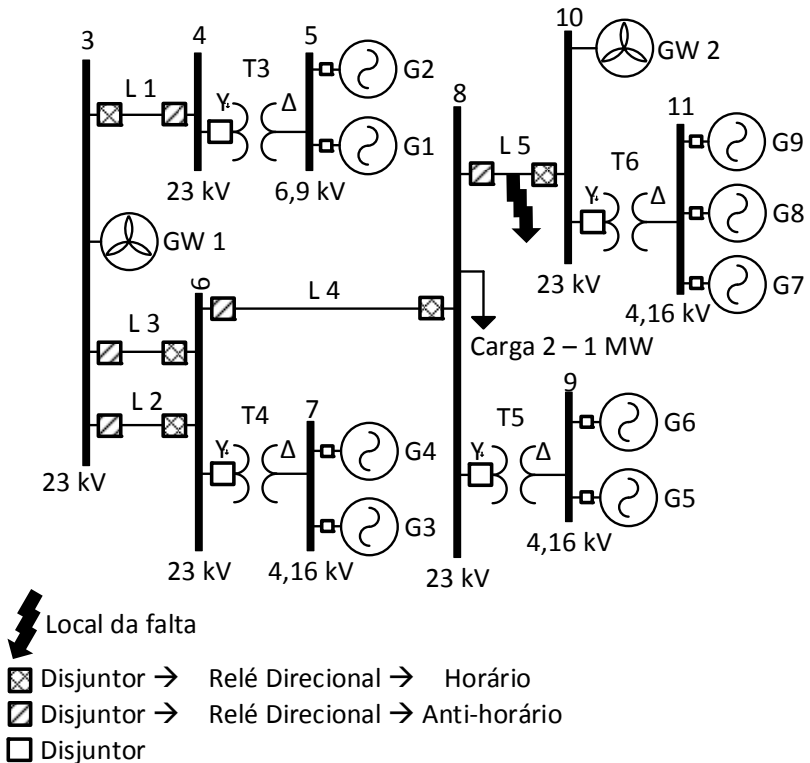 3
L 1
4
T3
5
G2
G1
23 kV
6,9 kV
GW 1
L 3
L 2
23 kV
6
L 4
T4
7
G4
G3
23 kV
4,16 kV
8
L 5
10
GW 2
T6
11
G9
G8
G7
23 kV
4,16 kV
Carga 2 – 1 MW
T5
9
G6
G5
4,16 kV
23 kV
Y
Δ
Y
Δ
Y
Δ
Y
Δ
Local da falta
Disjuntor → Relé Direcional → Horário
Disjuntor → Relé Direcional → Anti-horário
Disjuntor